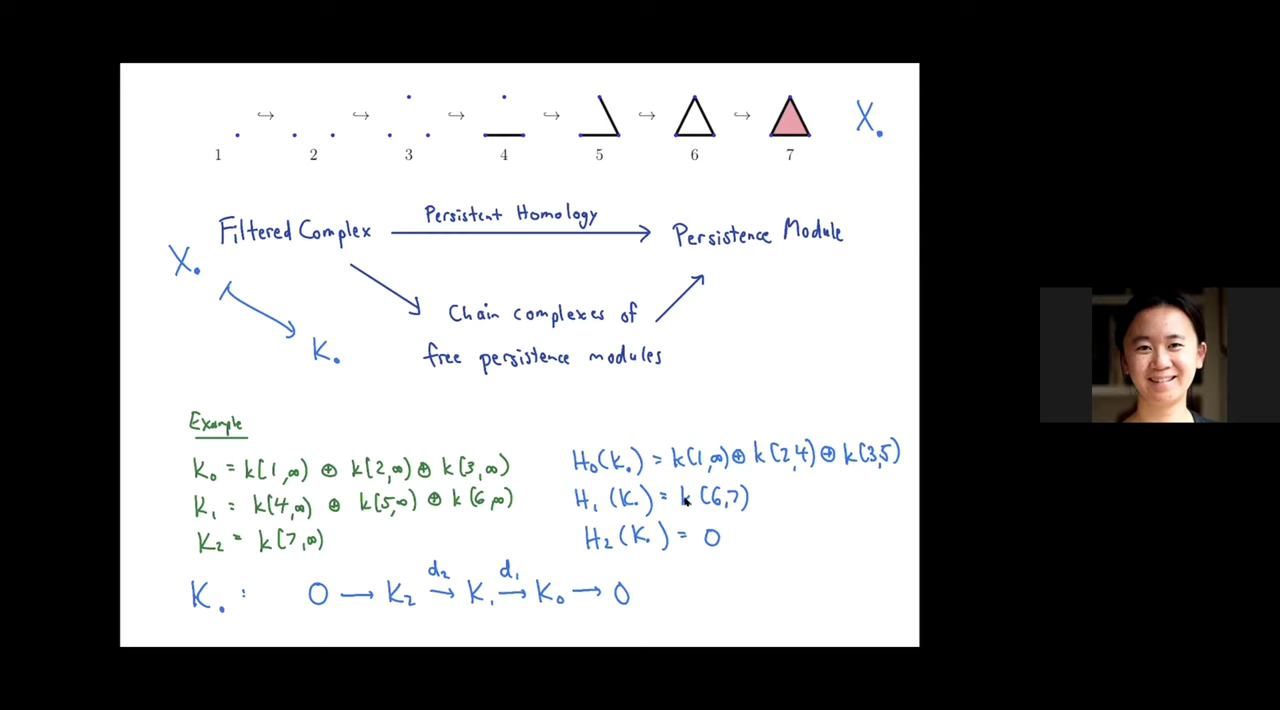 ↪ ↪ ↪ ↪ ↪ ↪ X.
1 2 3 4 5 6 7
Filtered Complex Persistent Homology Persistence Module
X.
Chain complexes of
free persistence modules
K.
Example
K₀ = k[1,∞) ⊕ k[2,∞) ⊕ k[3,∞) H₀(K.) = k[1,∞) ⊕ k[2,4) ⊕ k[3,5)
K₁ = k[4,∞) ⊕ k[5,∞) ⊕ k[6,∞) H₁(K.) = k[6,7)
K₂ = k[7,∞) H₂(K.) = 0
K. : 0 → K₂ →d₂ K₁ →d₁ K₀ → 0